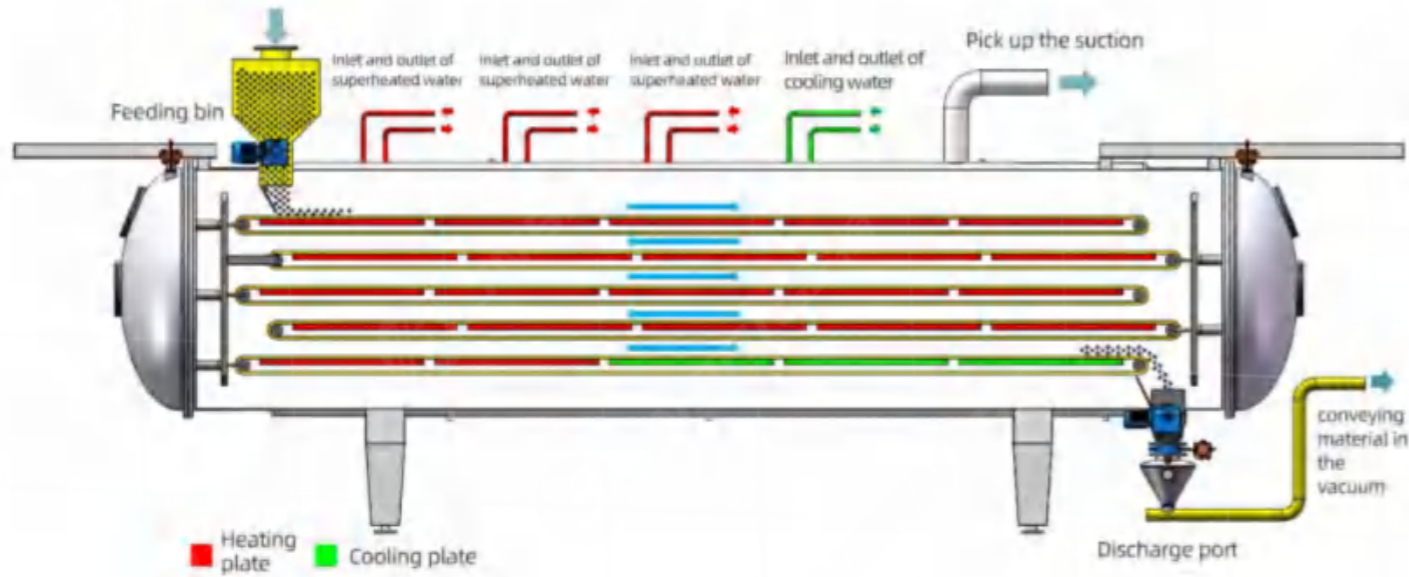 Pick up the suction
Inlet and outlet of
superheated water
Inlet and outlet of
superheated water
Inlet and outlet of
superheated water
Inlet and outlet of
cooling water
Feeding bin
conveying
material in
the
vacuum
Discharge port
Heating
plate
Cooling plate